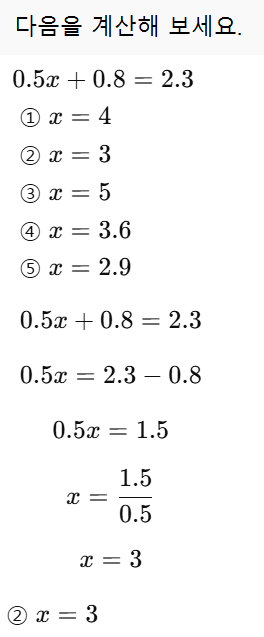 다음을 계산해 보세요.
0.5x + 0.8 = 2.3
① x = 4
② x = 3
③ x = 5
④ x = 3.6
⑤ x = 2.9
0.5x + 0.8 = 2.3
0.5x = 2.3 − 0.8
0.5x = 1.5
x = \frac{1.5}{0.5}
x = 3
② x = 3